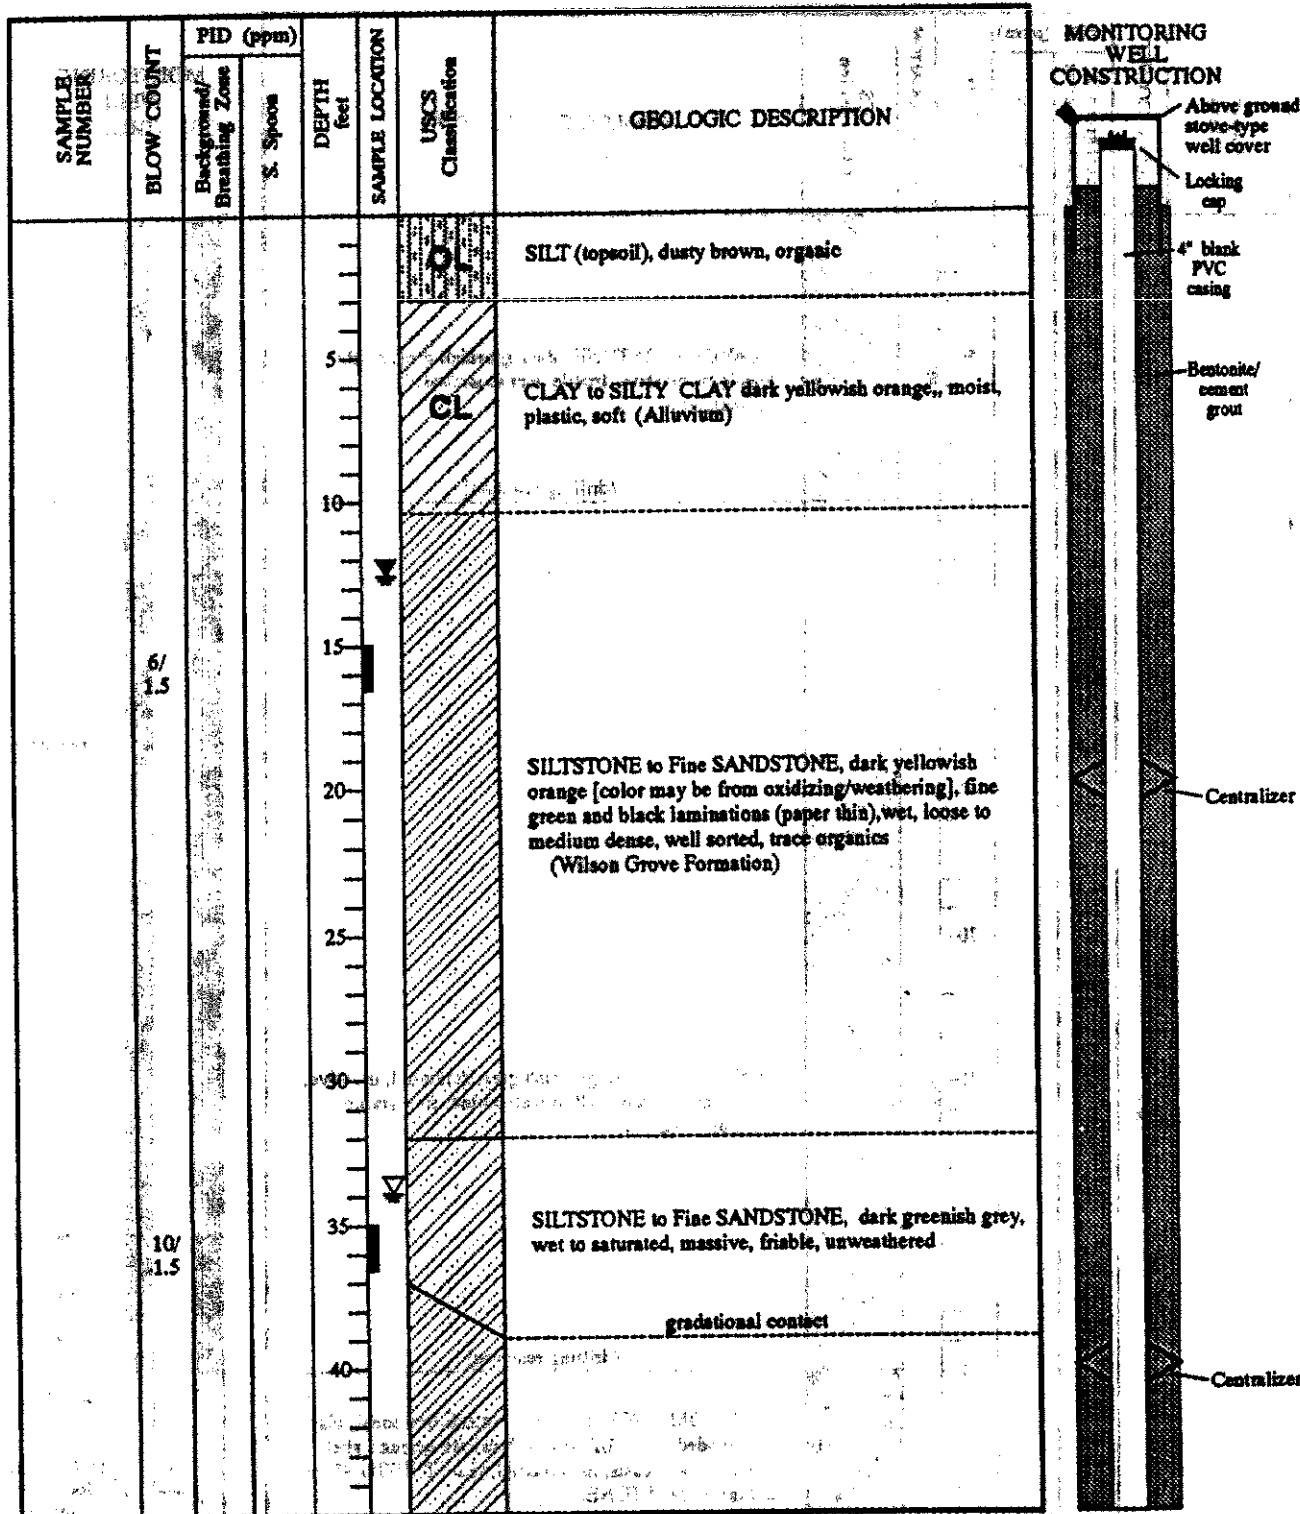 SAMPLE
NUMBER
BLOW COUNT
PID (ppm)
Background/
Breathing Zone
S. Spoon
DEPTH
feet
SAMPLE LOCATION
USCS
Classification
GEOLOGIC DESCRIPTION
MONITORING
WELL
CONSTRUCTION
Above ground
stove-type
well cover
Locking
cap
OL
SILT (topsoil), dusty brown, organic
4" blank
PVC
casing
5
CL
CLAY to SILTY CLAY dark yellowish orange,, moist,
plastic, soft (Alluvium)
Bentonite/
cement
grout
10
15
6/
1.5
20
SILTSTONE to Fine SANDSTONE, dark yellowish
orange [color may be from oxidizing/weathering], fine
green and black laminations (paper thin),wet, loose to
medium dense, well sorted, trace organics
(Wilson Grove Formation)
Centralizer
25
30
35
10/
1.5
SILTSTONE to Fine SANDSTONE, dark greenish grey,
wet to saturated, massive, friable, unweathered
gradational contact
40
Centralizer